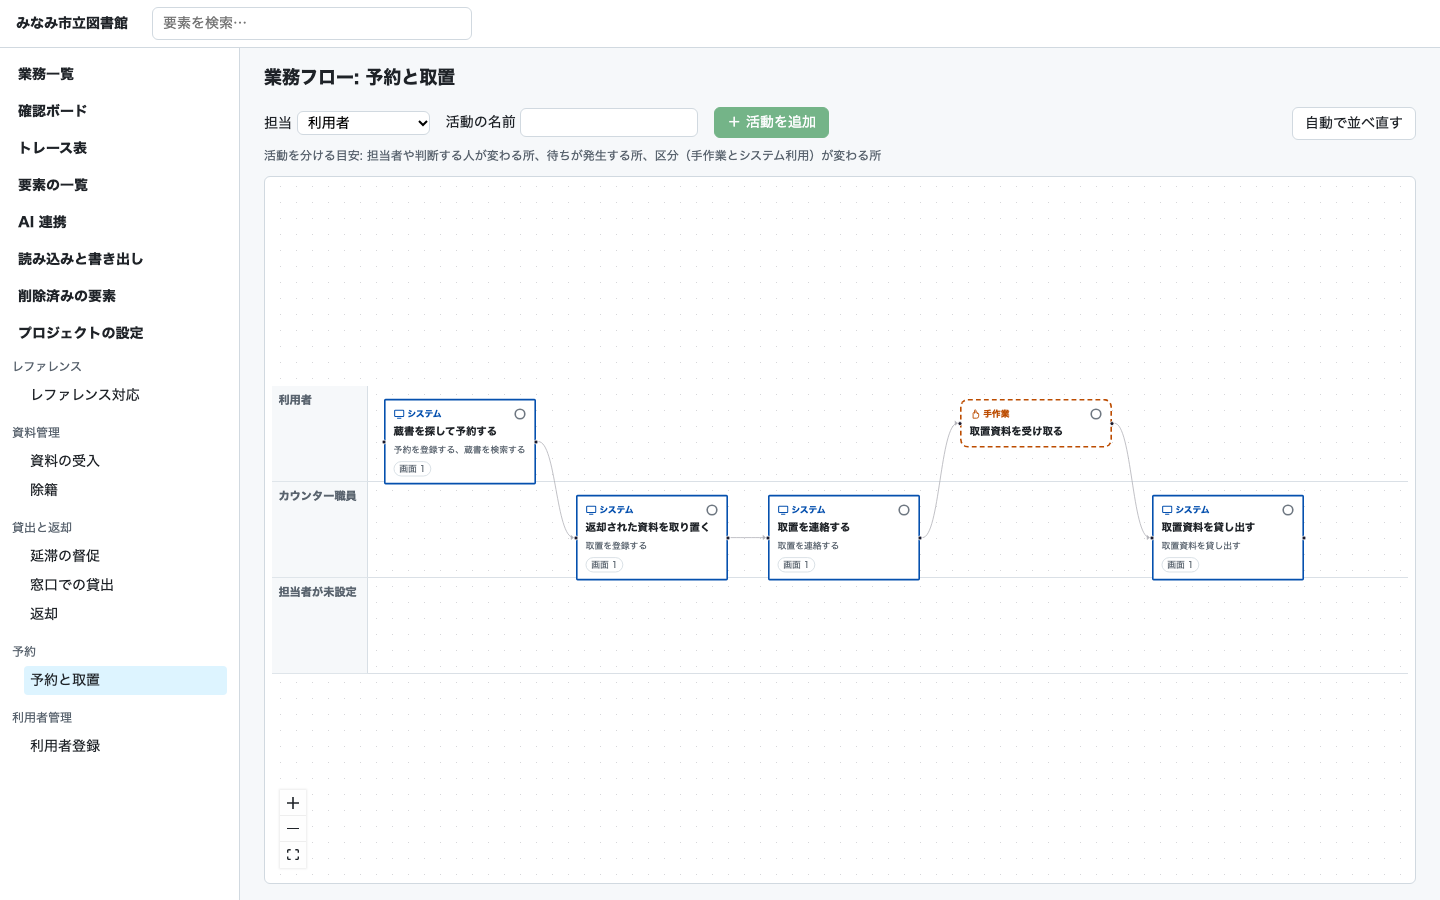 みなみ市立図書館
要素を検索…
業務一覧
確認ボード
トレース表
要素の一覧
AI 連携
読み込みと書き出し
削除済みの要素
プロジェクトの設定
レファレンス
レファレンス対応
資料管理
資料の受入
除籍
貸出と返却
延滞の督促
窓口での貸出
返却
予約
予約と取置
利用者管理
利用者登録
業務フロー: 予約と取置
担当 利用者 活動の名前 ＋ 活動を追加 自動で並べ直す
活動を分ける目安: 担当者や判断する人が変わる所、待ちが発生する所、区分（手作業とシステム利用）が変わる所
利用者
システム
蔵書を探して予約する
予約を登録する、蔵書を検索する
画面 1
手作業
取置資料を受け取る
カウンター職員
システム
返却された資料を取り置く
取置を登録する
画面 1
システム
取置を連絡する
取置を連絡する
画面 1
システム
取置資料を貸し出す
取置資料を貸し出す
画面 1
担当者が未設定